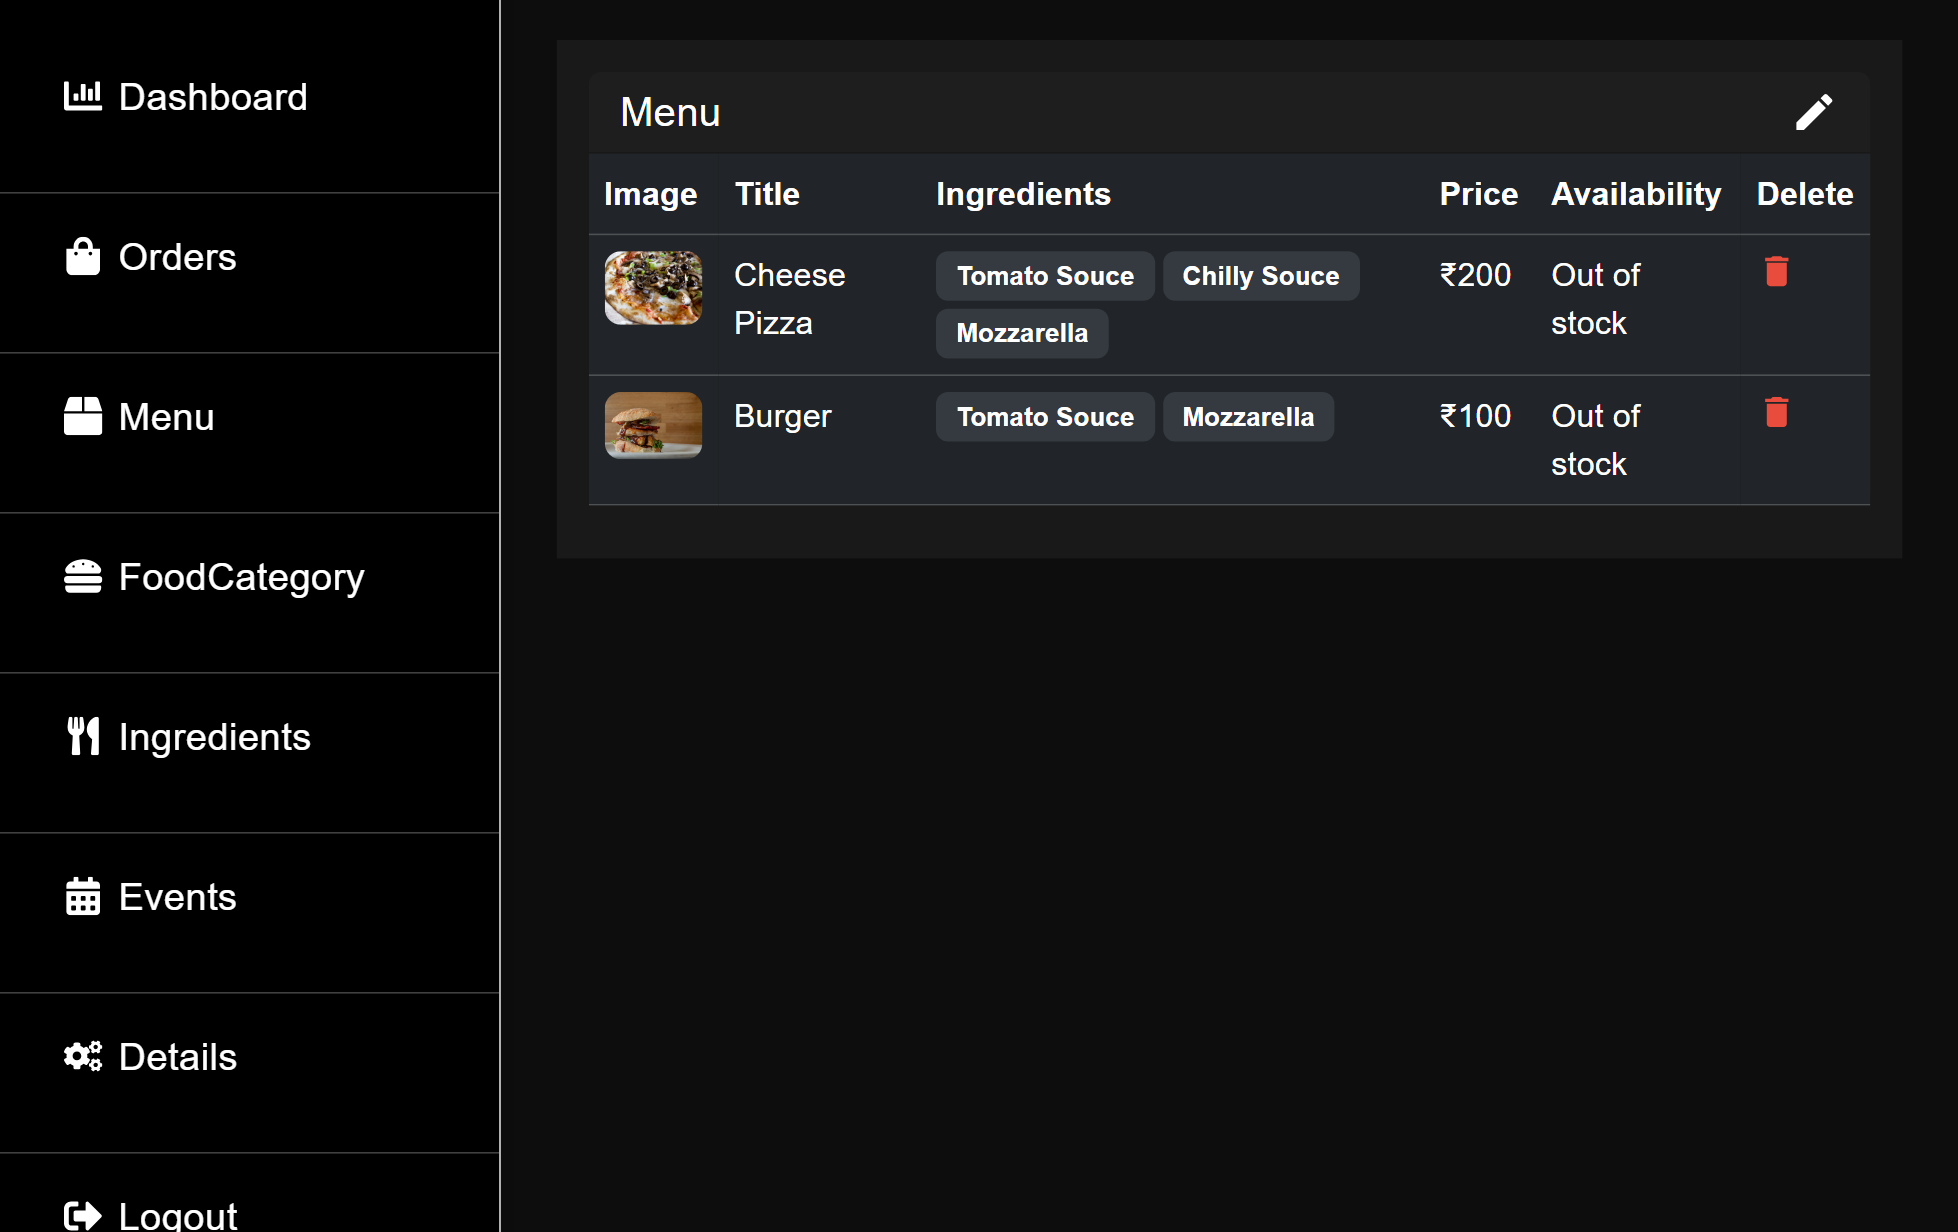 Dashboard
Orders
Menu
FoodCategory
Ingredients
Events
Details
Logout
Menu
Image Title Ingredients Price Availability Delete
Cheese Pizza Tomato Souce Chilly Souce Mozzarella ₹200 Out of stock
Burger Tomato Souce Mozzarella ₹100 Out of stock